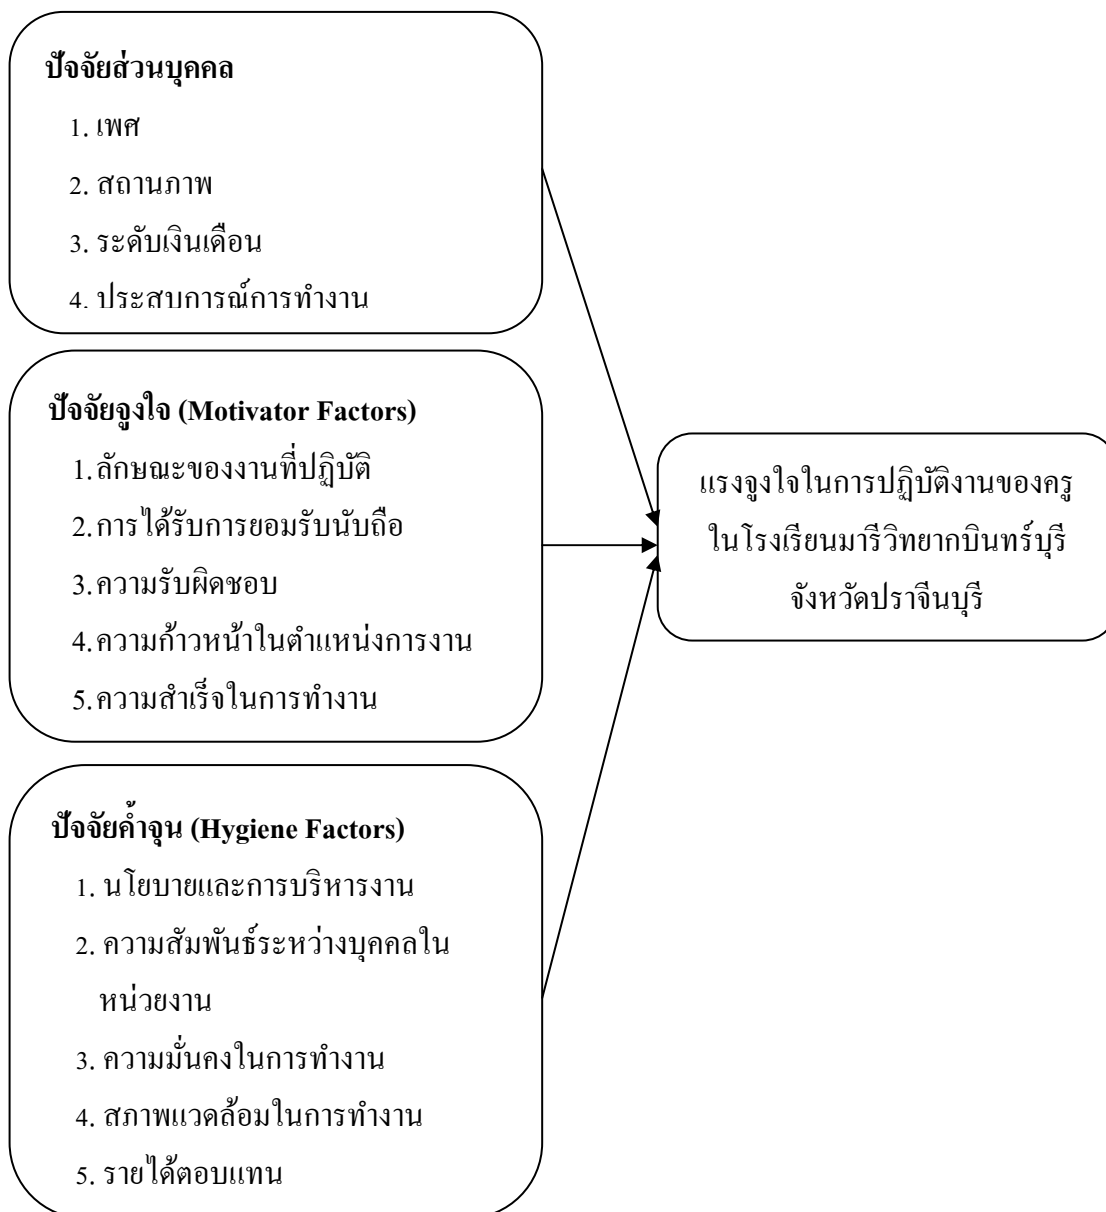 ปัจจัยส่วนบุคคล
1. เพศ
2. สถานภาพ
3. ระดับเงินเดือน
4. ประสบการณ์การทำงาน
ปัจจัยจูงใจ (Motivator Factors)
1. ลักษณะของงานที่ปฏิบัติ
2. การได้รับการยอมรับนับถือ
3. ความรับผิดชอบ
4. ความก้าวหน้าในตำแหน่งการงาน
5. ความสำเร็จในการทำงาน
ปัจจัยค้ำจุน (Hygiene Factors)
1. นโยบายและการบริหารงาน
2. ความสัมพันธ์ระหว่างบุคคลใน
หน่วยงาน
3. ความมั่นคงในการทำงาน
4. สภาพแวดล้อมในการทำงาน
5. รายได้ตอบแทน
แรงจูงใจในการปฏิบัติงานของครู
ในโรงเรียนมารีวิทยากบินทร์บุรี
จังหวัดปราจีนบุรี